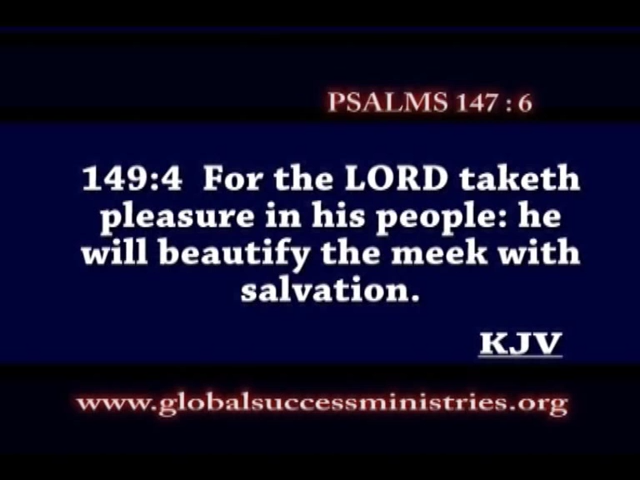 PSALMS 147 : 6
149:4 For the LORD taketh
pleasure in his people: he
will beautify the meek with
salvation.
KJV
www.globalsuccessministries.org